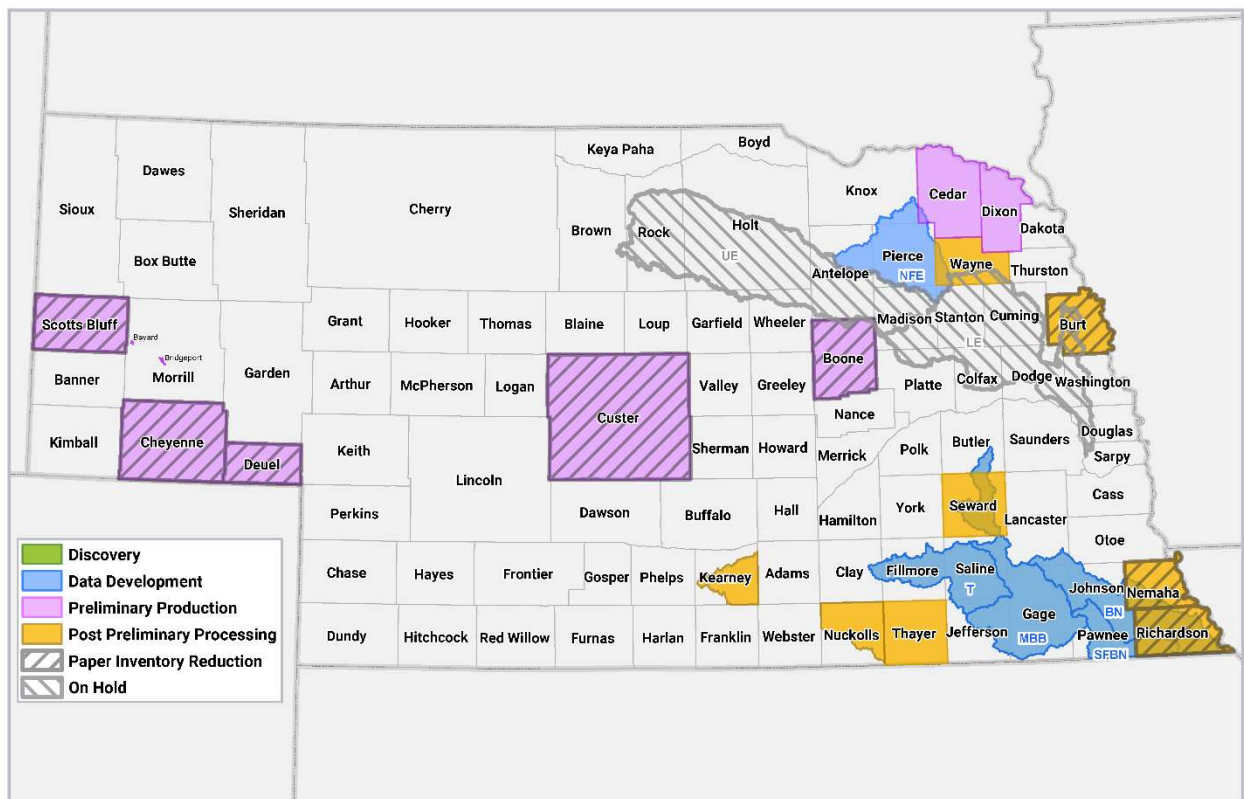 Keya Paha
Boyd
Dawes
Knox
Cedar
Sioux
Sheridan
Cherry
Dixon
Rock
Holt
Dakota
Brown
Box Butte
UE
Pierce
Wayne
Antelope
Thurston
NFE
Scotts Bluff
Grant
Hooker
Thomas
Blaine
Loup
Garfield
Wheeler
Madison
Stanton
Cuming
Burt
Bayard
LE
Boone
Bridgeport
Morrill
Garden
Banner
Arthur
McPherson
Logan
Valley
Greeley
Platte
Colfax
Dodge
Washington
Custer
Nance
Kimball
Cheyenne
Keith
Sherman
Howard
Merrick
Polk
Butler
Saunders
Douglas
Sarpy
Deuel
Lincoln
Cass
Perkins
Dawson
Buffalo
Hall
Hamilton
York
Seward
Lancaster
Otoe
Chase
Hayes
Frontier
Gosper
Phelps
Kearney
Adams
Clay
Fillmore
Saline
T
Johnson
Nemaha
BN
Gage
Dundy
Hitchcock
Red Willow
Furnas
Harlan
Franklin
Webster
Nuckolls
Thayer
Jefferson
MBB
Pawnee
Richardson
SFBN
Discovery
Data Development
Preliminary Production
Post Preliminary Processing
Paper Inventory Reduction
On Hold